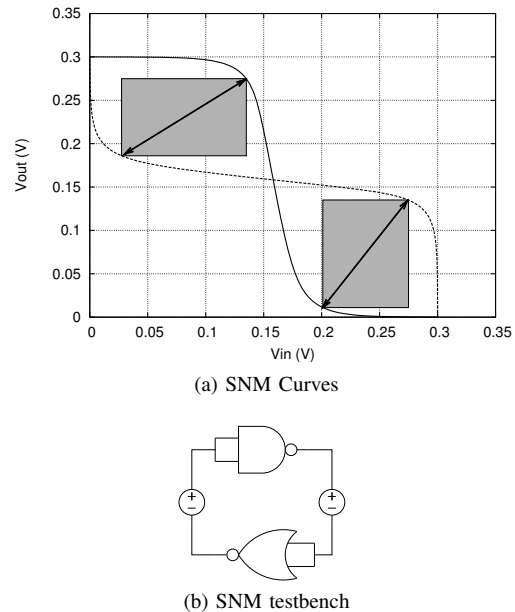 0.35
0.3
0.25
0.2
0.15
0.1
0.05
0
Vout (V)
0 0.05 0.1 0.15 0.2 0.25 0.3 0.35
Vin (V)
(a) SNM Curves
+ +
− −
(b) SNM testbench